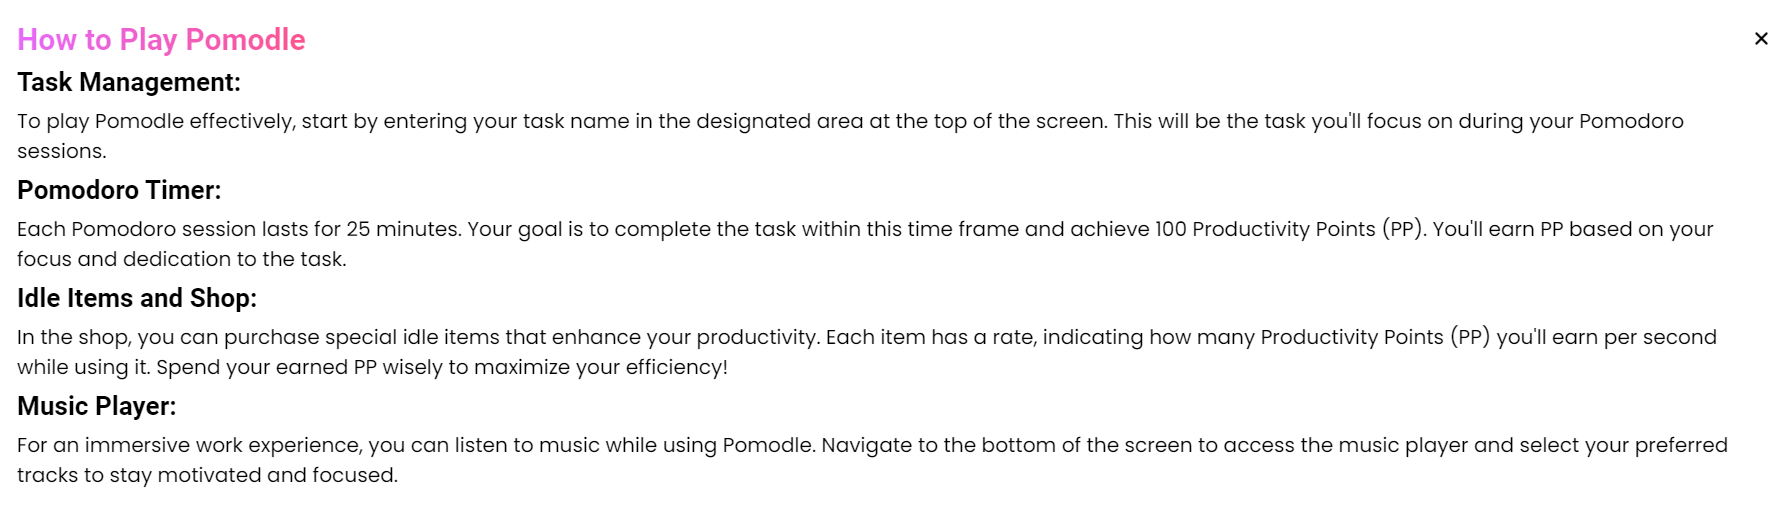 How to Play Pomodle
Task Management:
To play Pomodle effectively, start by entering your task name in the designated area at the top of the screen. This will be the task you'll focus on during your Pomodoro
sessions.
Pomodoro Timer:
Each Pomodoro session lasts for 25 minutes. Your goal is to complete the task within this time frame and achieve 100 Productivity Points (PP). You'll earn PP based on your
focus and dedication to the task.
Idle Items and Shop:
In the shop, you can purchase special idle items that enhance your productivity. Each item has a rate, indicating how many Productivity Points (PP) you'll earn per second
while using it. Spend your earned PP wisely to maximize your efficiency!
Music Player:
For an immersive work experience, you can listen to music while using Pomodle. Navigate to the bottom of the screen to access the music player and select your preferred
tracks to stay motivated and focused.